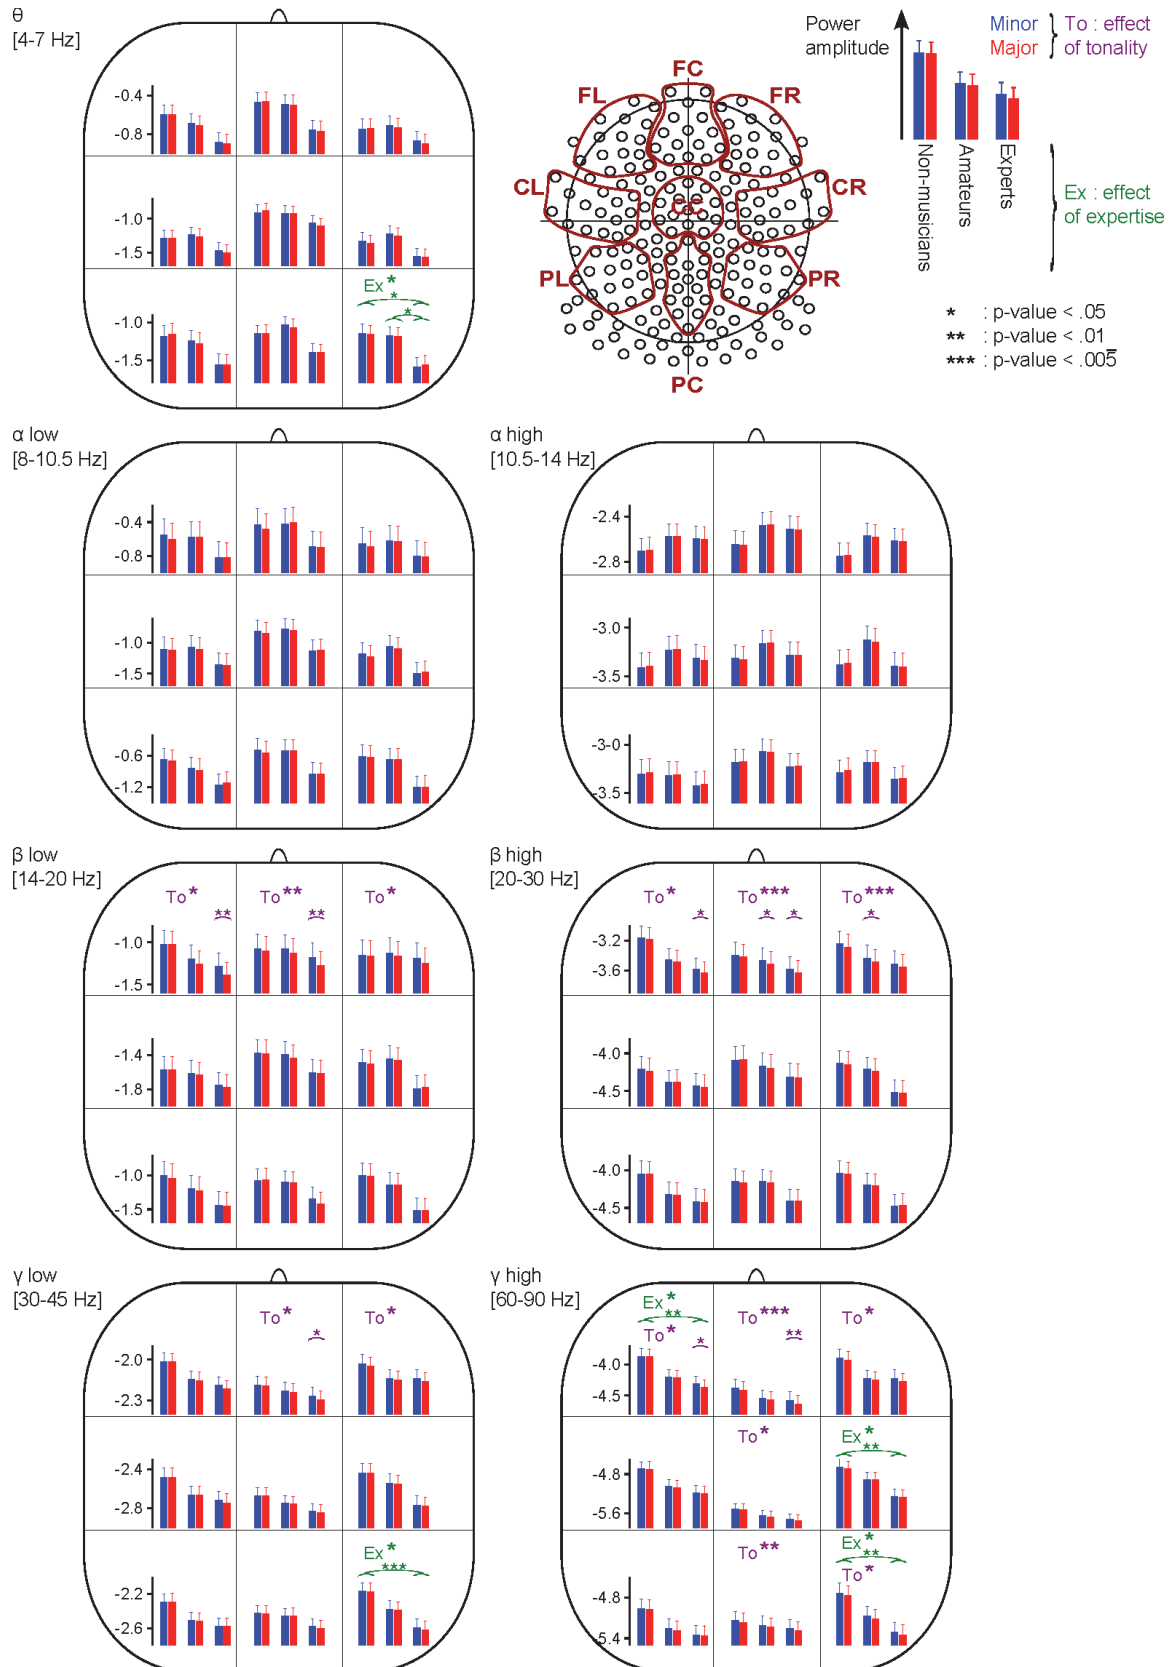 θ
[4-7 Hz]
-0.4
-0.8
-1.0
-1.5
Ex*
*
*
-1.0
-1.5
FC
FL
FR
CL
CC
CR
PL
PR
PC
Power
amplitude
Minor
Major
To : effect
of tonality
Non-musicians
Amateurs
Experts
Ex : effect
of expertise
* : p-value < .05
** : p-value < .01
*** : p-value < .005̅
α low
[8-10.5 Hz]
-0.4
-0.8
-1.0
-1.5
-0.6
-1.2
α high
[10.5-14 Hz]
-2.4
-2.8
-3.0
-3.5
-3-0
-3.5
β low
[14-20 Hz]
To*
**
To**
**
To*
-1.0
-1.5
-1.4
-1.8
-1.0
-1.5
β high
[20-30 Hz]
To*
*
To***
*
*
To***
*
-3.2
-3.6
-4.0
-4.5
-4.0
-4.5
γ low
[30-45 Hz]
To*
*
To*
-2.0
-2.3
-2.4
-2.8
Ex*
***
-2.2
-2.6
γ high
[60-90 Hz]
Ex*
**
To*
*
To***
**
To*
-4.0
-4.5
To*
Ex*
**
-4.8
-5.6
To**
Ex*
**
To*
-4.8
-5.4